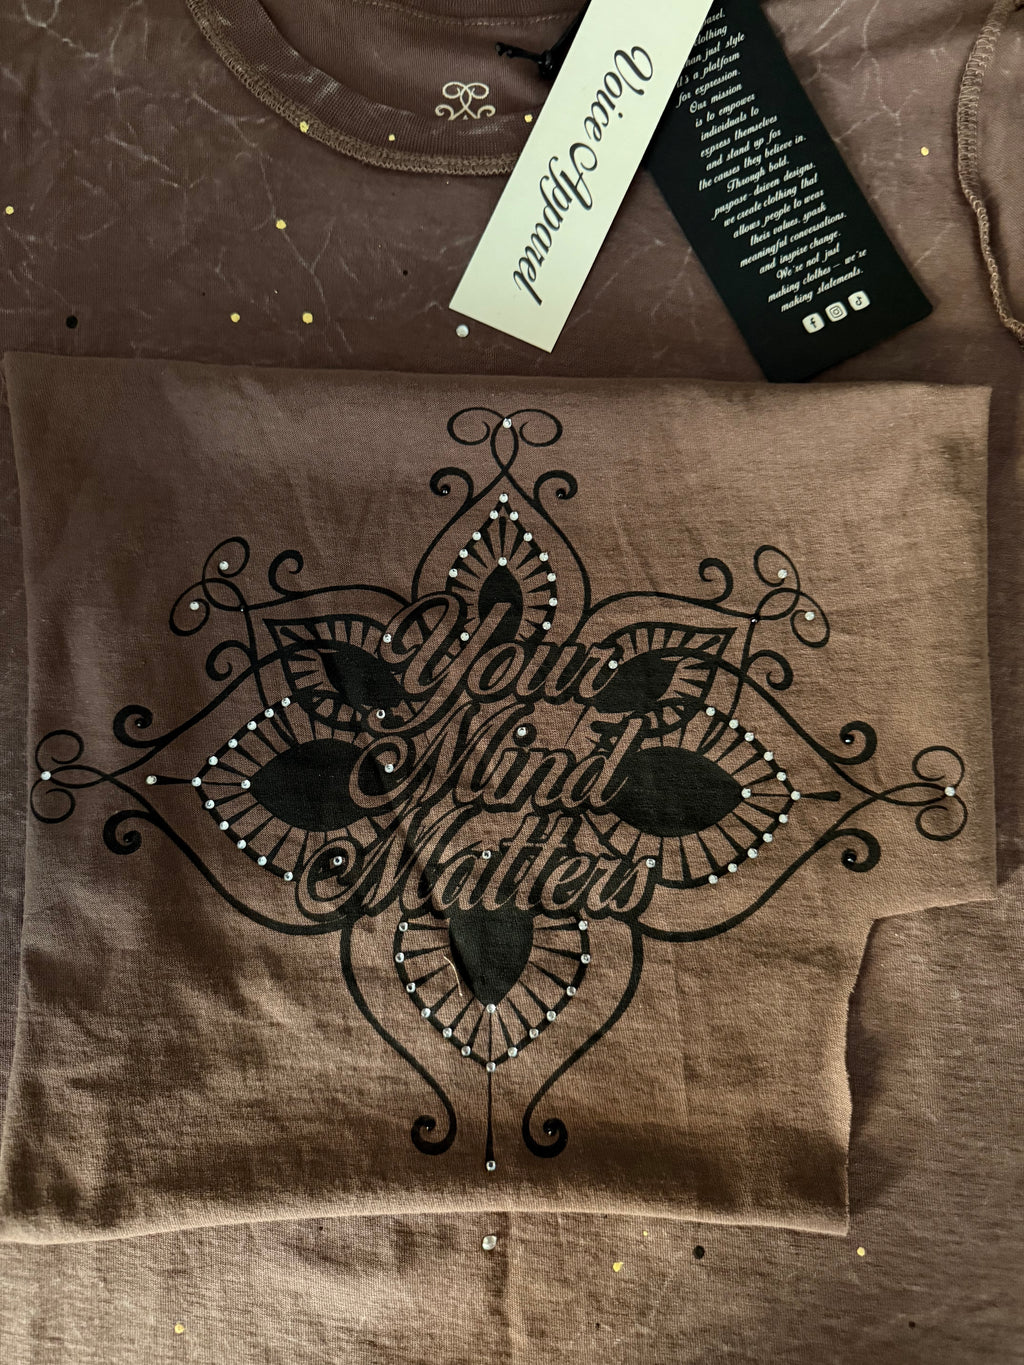 Voice Apparel
clothing
than just style
it's a platform
for expression.
Our mission
is to empower
individuals to
express themselves
and stand up for
the causes they believe in.
Through bold,
purpose-driven designs,
we create clothing that
allows people to wear
their values, spark
meaningful conversations,
and inspire change.
We're not just
making clothes – we're
making statements.
Your
Mind
Matters